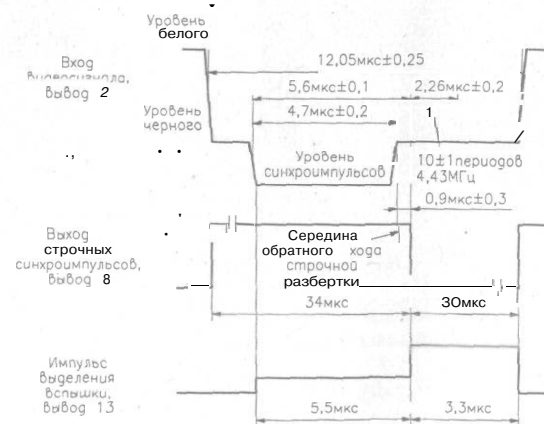 Уровень
белого
Вход
видеосигнала,
вывод 2
12,05мкс±0,25
5,6мкс±0,1
2,26мкс±0,2
4,7мкс±0,2
1
Уровень
черного
Уровень
синхроимпульсов
10±1периодов
4,43МГц
0,9мкс±0,3
Выход
строчных
синхроимпульсов,
вывод 8
Середина
обратного хода
строчной
развертки
34мкс
30мкс
Импульс
выделения
вспышки,
вывод 13
5,5мкс
3,3мкс